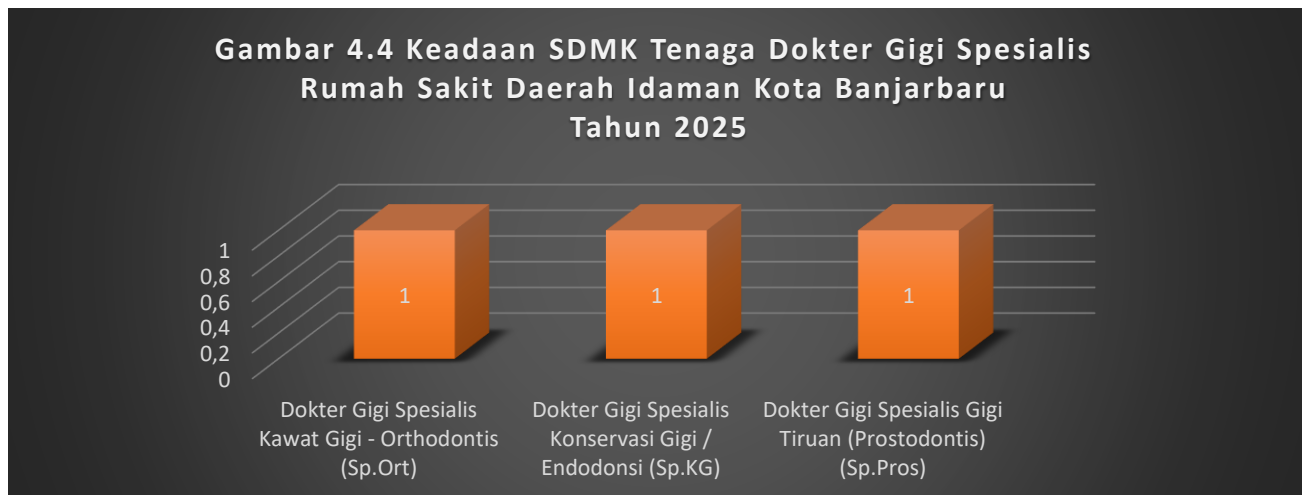 Gambar 4.4 Keadaan SDMK Tenaga Dokter Gigi Spesialis
Rumah Sakit Daerah Idaman Kota Banjarbaru
Tahun 2025
1
0,8
0,6
0,4
0,2
0
1
1
1
Dokter Gigi Spesialis
Kawat Gigi - Orthodontis
(Sp.Ort)
Dokter Gigi Spesialis
Konservasi Gigi /
Endodonsi (Sp.KG)
Dokter Gigi Spesialis Gigi
Tiruan (Prostodontis)
(Sp.Pros)